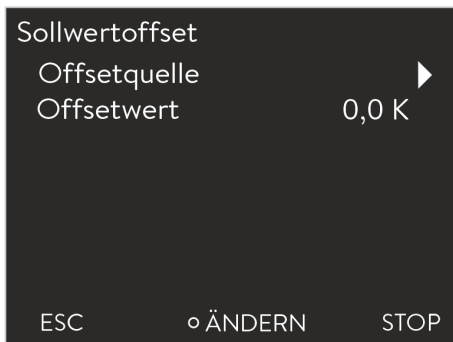 Sollwertoffset
Offsetquelle
Offsetwert 0,0 K
ESC ÄNDERN STOP